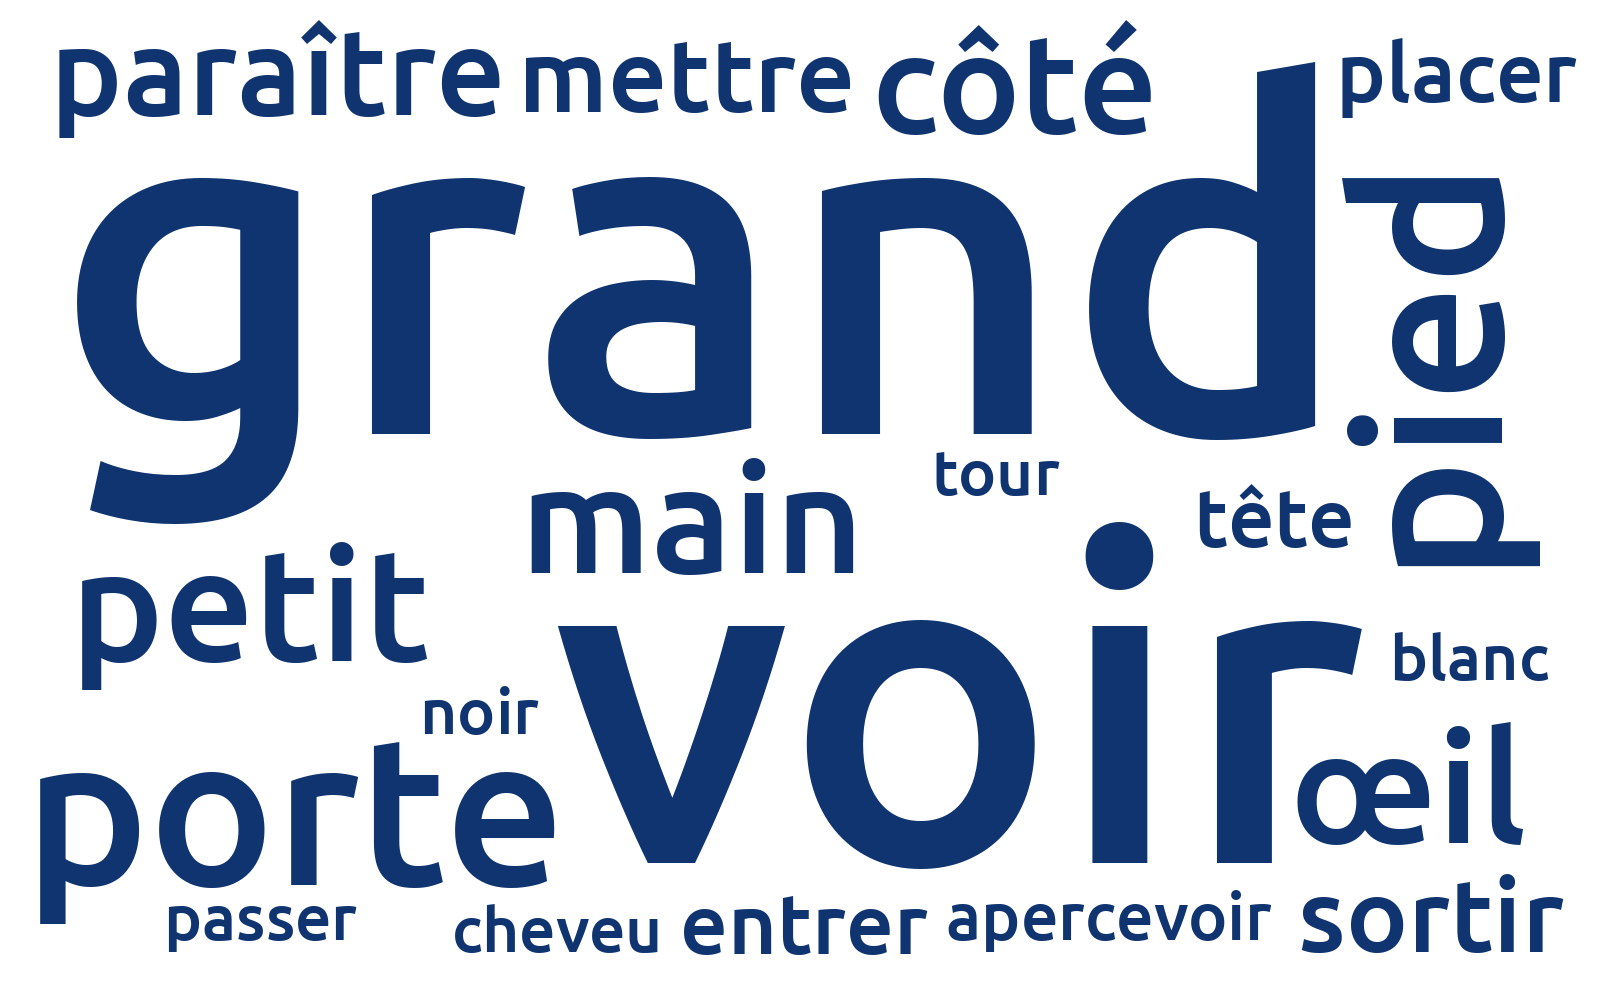 paraître mettre côté placer
grand
pied
main tour tête
petit
voir
blanc
noir
porte
œil
passer cheveu entrer apercevoir sortir